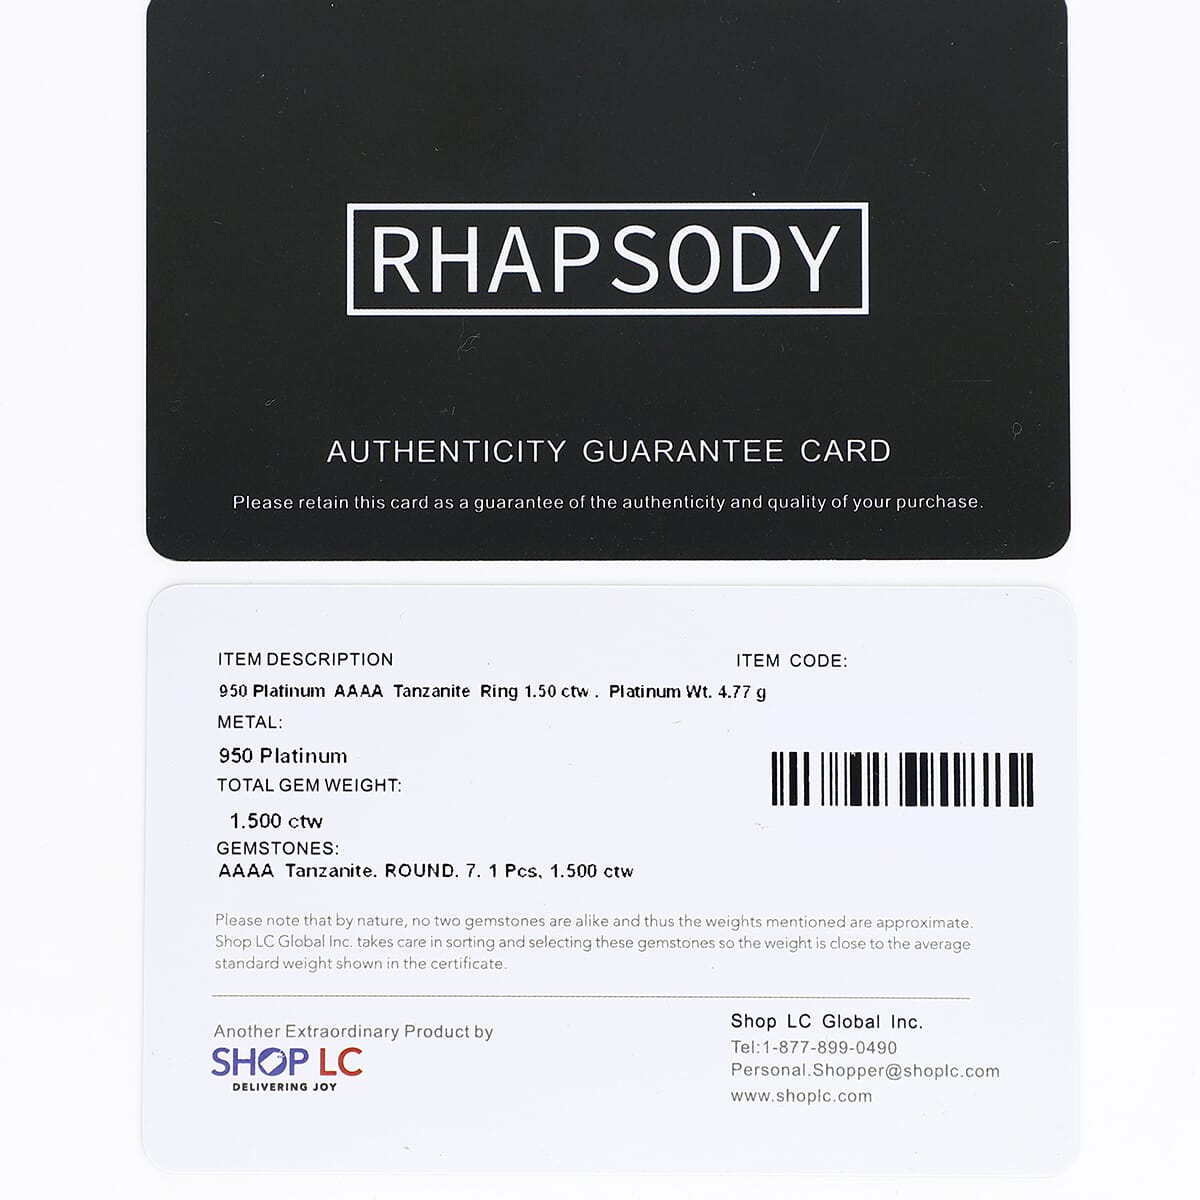 RHAPSODY
AUTHENTICITY GUARANTEE CARD
Please retain this card as a guarantee of the authenticity and quality of your purchase.
ITEM DESCRIPTION
ITEM CODE:
950 Platinum AAAA Tanzanite Ring 1.50 ctw . Platinum Wt. 4.77 g
METAL:
950 Platinum
TOTAL GEM WEIGHT:
1.500 ctw
GEMSTONES:
AAAA Tanzanite. ROUND. 7. 1 Pcs, 1.500 ctw
Please note that by nature, no two gemstones are alike and thus the weights mentioned are approximate.
Shop LC Global Inc. takes care in sorting and selecting these gemstones so the weight is close to the average
standard weight shown in the certificate.
Another Extraordinary Product by
SHOP LC
DELIVERING JOY
Shop LC Global Inc.
Tel:1-877-899-0490
Personal.Shopper@shoplc.com
www.shoplc.com